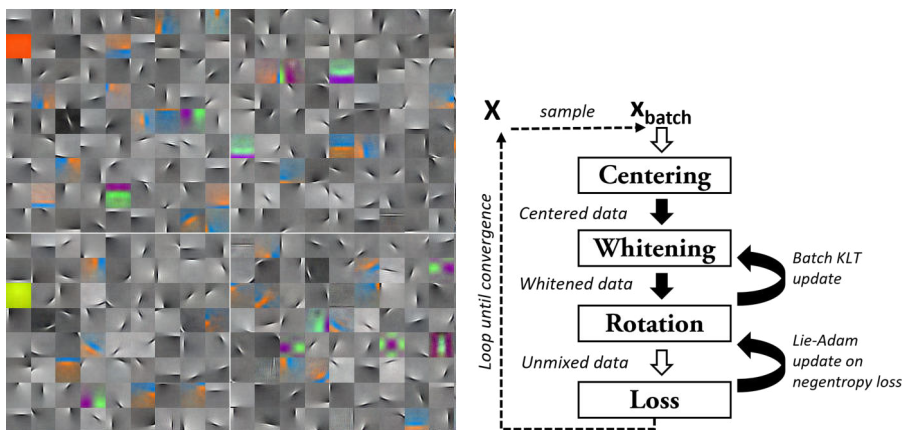 X
sample
x_batch
Centering
Centered data
Whitening
Batch KLT
update
Whitened data
Rotation
Lie-Adam
update on
negentropy loss
Unmixed data
Loss
Loop until convergence